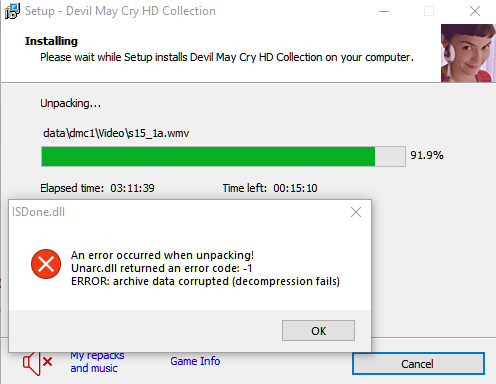 Setup - Devil May Cry HD Collection
Installing
Please wait while Setup installs Devil May Cry HD Collection on your computer.
Unpacking...
data\dmc1\Video\s15_1a.wmv
91.9%
Elapsed time: 03:11:39 Time left: 00:15:10
ISDone.dll
An error occurred when unpacking!
Unarc.dll returned an error code: -1
ERROR: archive data corrupted (decompression fails)
OK
My repacks
and music
Game Info
Cancel